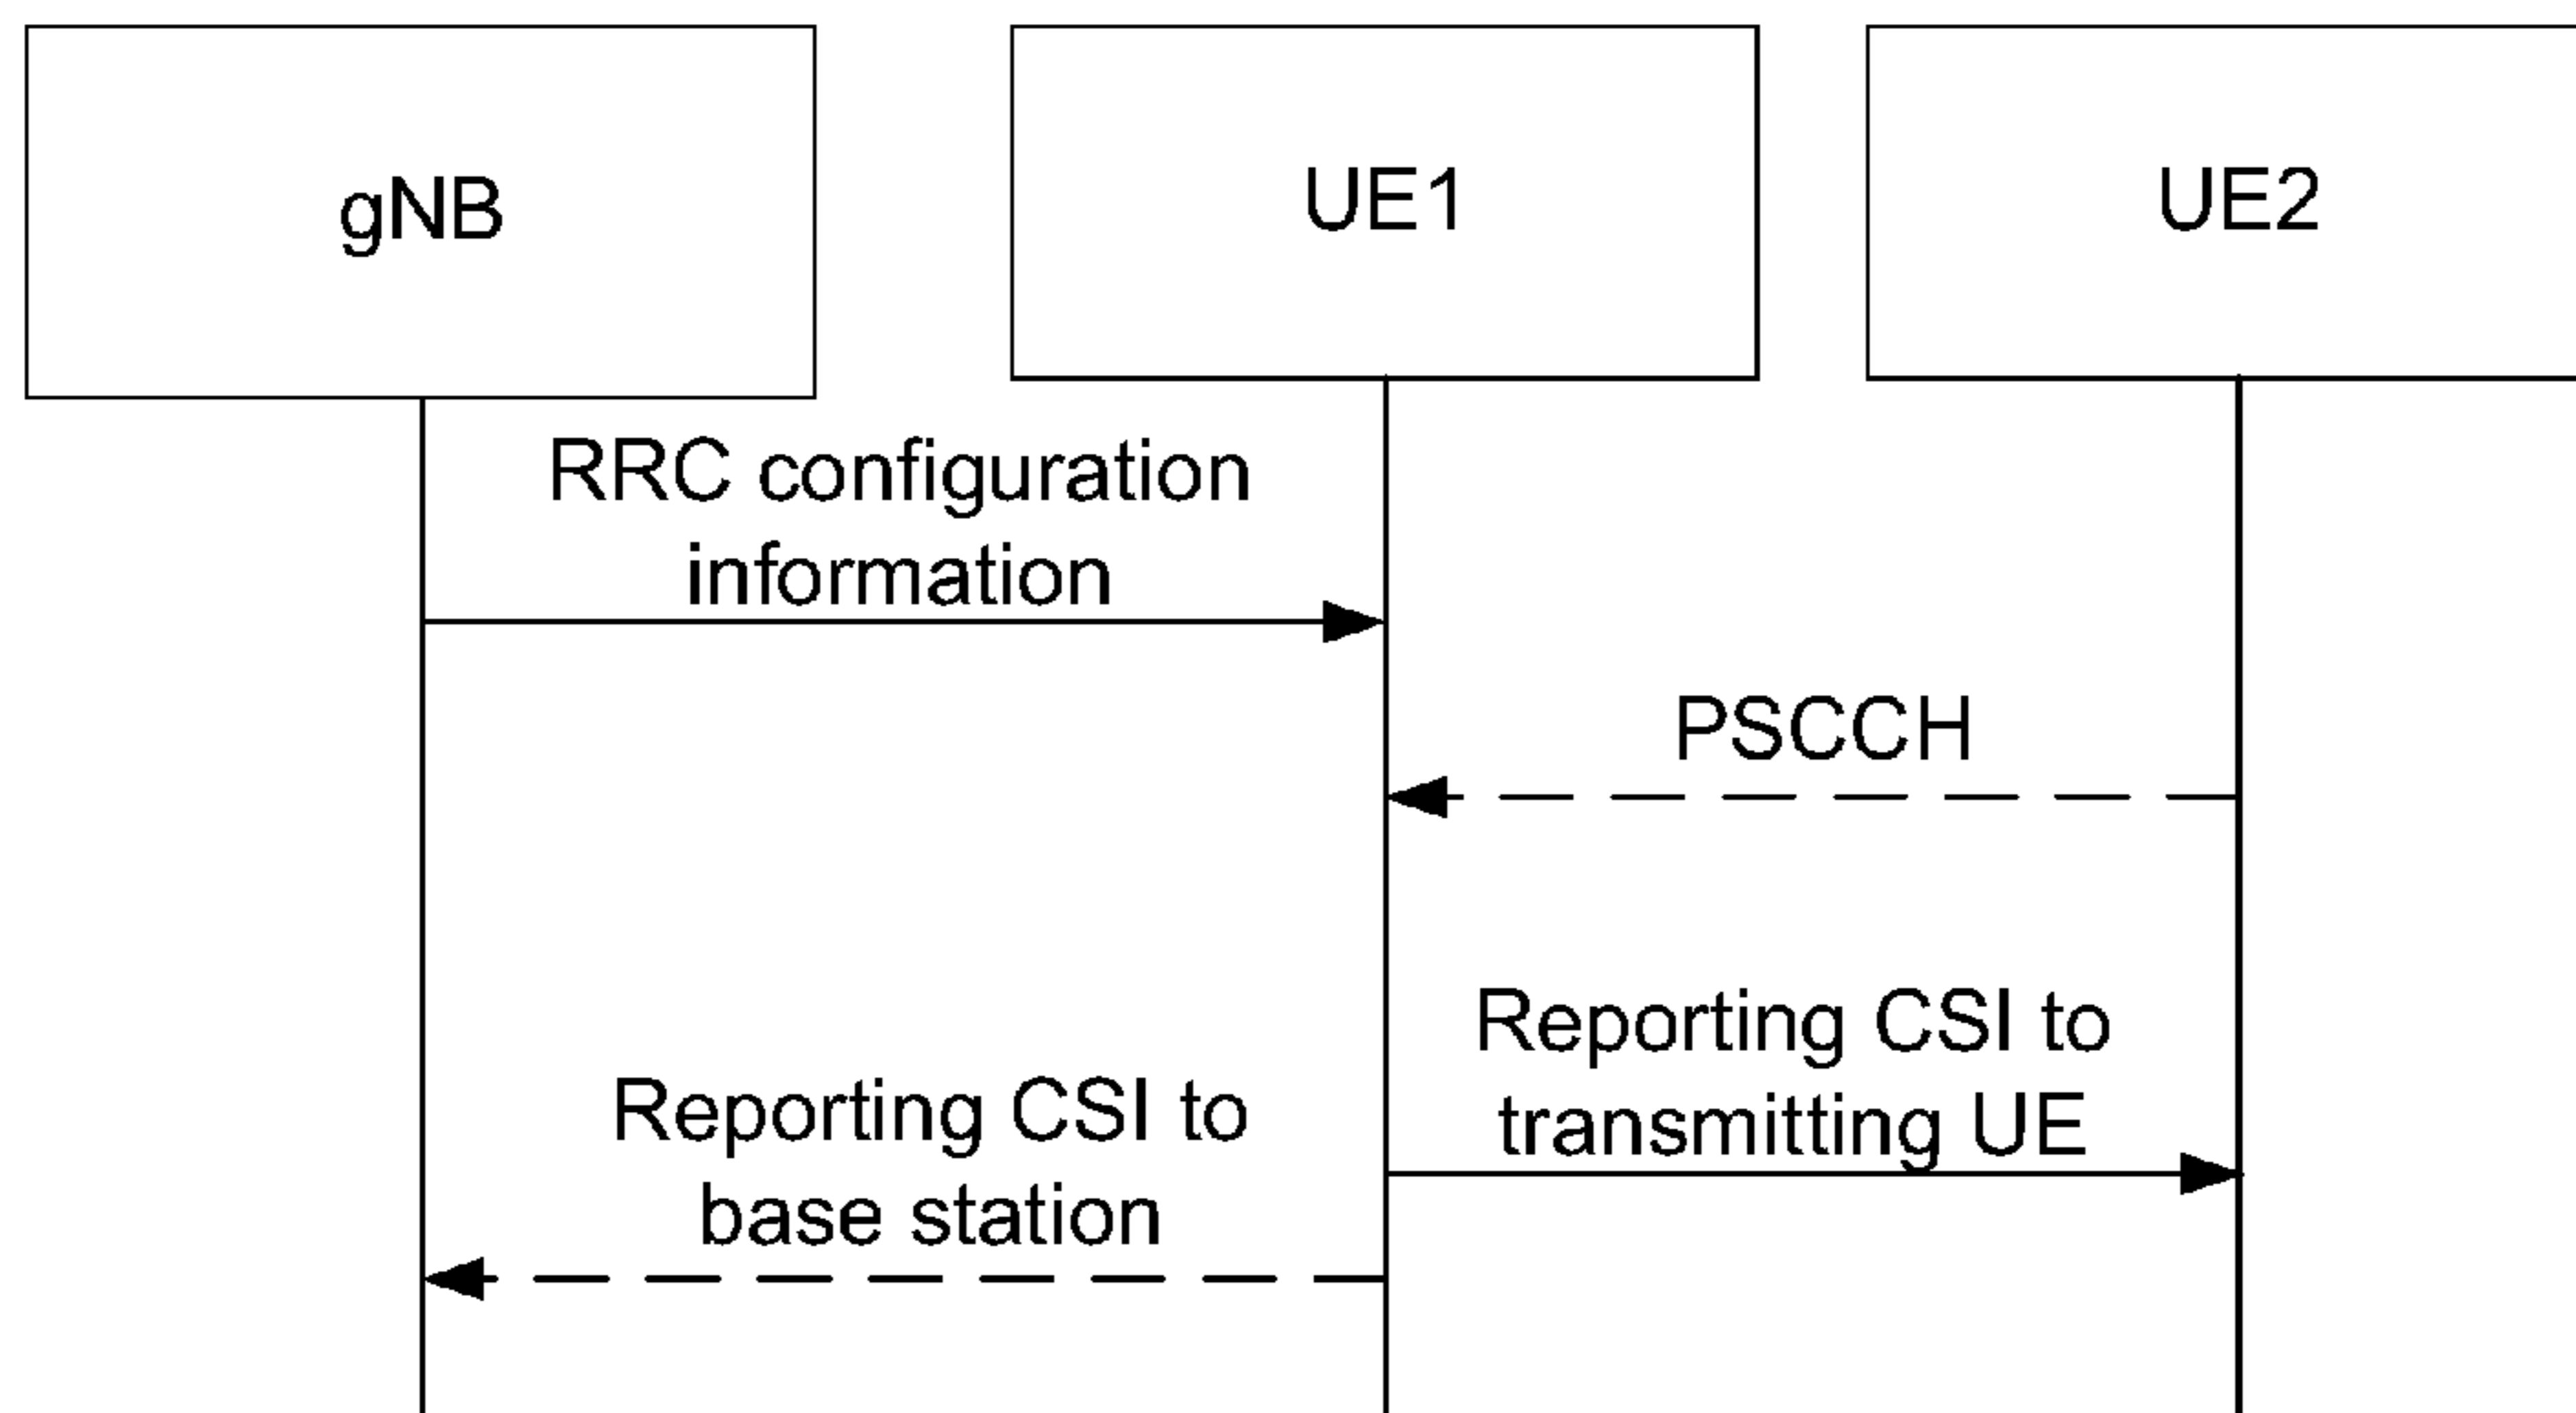 gNB
UE1
UE2
RRC configuration
information
PSCCH
Reporting CSI to
transmitting UE
Reporting CSI to
base station